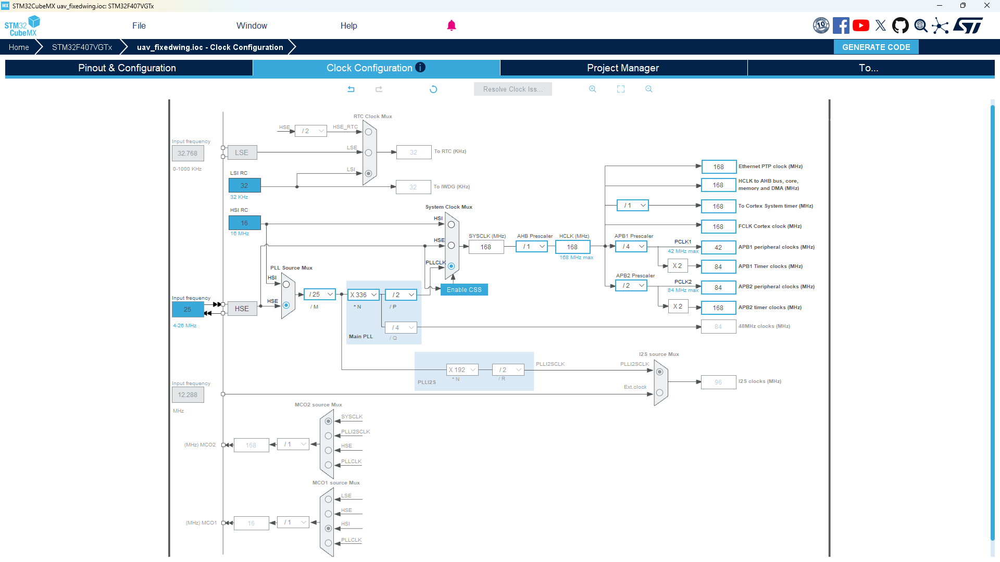 MX STM32CubeMX uav_fixedwing.ioc: STM32F407VGTx
STM32
CubeMX
File
Window
Help
10
Home
STM32F407VGTx
uav_fixedwing.ioc - Clock Configuration
GENERATE CODE
Pinout & Configuration
Clock Configuration
Project Manager
To...
Resolve Clock Iss...
RTC Clock Mux
HSE
/ 2
HSE_RTC
Input frequency
32.768
0-1000 KHz
LSE
LSE
32
To RTC (KHz)
LSI RC
32
32 KHz
LSI
32
To IWDG (KHz)
HSI RC
16
16 MHz
System Clock Mux
HSI
HSE
PLLCLK
SYSCLK (MHz)
168
AHB Prescaler
/ 1
HCLK (MHz)
168
168 MHz max
168
Ethernet PTP clock (MHz)
168
HCLK to AHB bus, core,
memory and DMA (MHz)
/ 1
168
To Cortex System timer (MHz)
168
FCLK Cortex clock (MHz)
APB1 Prescaler
/ 4
PCLK1
42 MHz max
42
APB1 peripheral clocks (MHz)
X 2
84
APB1 Timer clocks (MHz)
APB2 Prescaler
/ 2
PCLK2
84 MHz max
84
APB2 peripheral clocks (MHz)
X 2
168
APB2 timer clocks (MHz)
84
48MHz clocks (MHz)
PLL Source Mux
HSI
HSE
Input frequency
25
4-26 MHz
HSE
/ 25
/ M
X 336
* N
/ 2
/ P
/ 4
/ Q
Main PLL
Enable CSS
X 192
* N
/ 2
/ R
PLLI2S
PLLI2SCLK
I2S source Mux
PLLI2SCLK
Ext.clock
96
I2S clocks (MHz)
Input frequency
12.288
MHz
MCO2 source Mux
SYSCLK
PLLI2SCLK
HSE
PLLCLK
(MHz) MCO2
168
/ 1
MCO1 source Mux
LSE
HSE
HSI
PLLCLK
(MHz) MCO1
16
/ 1